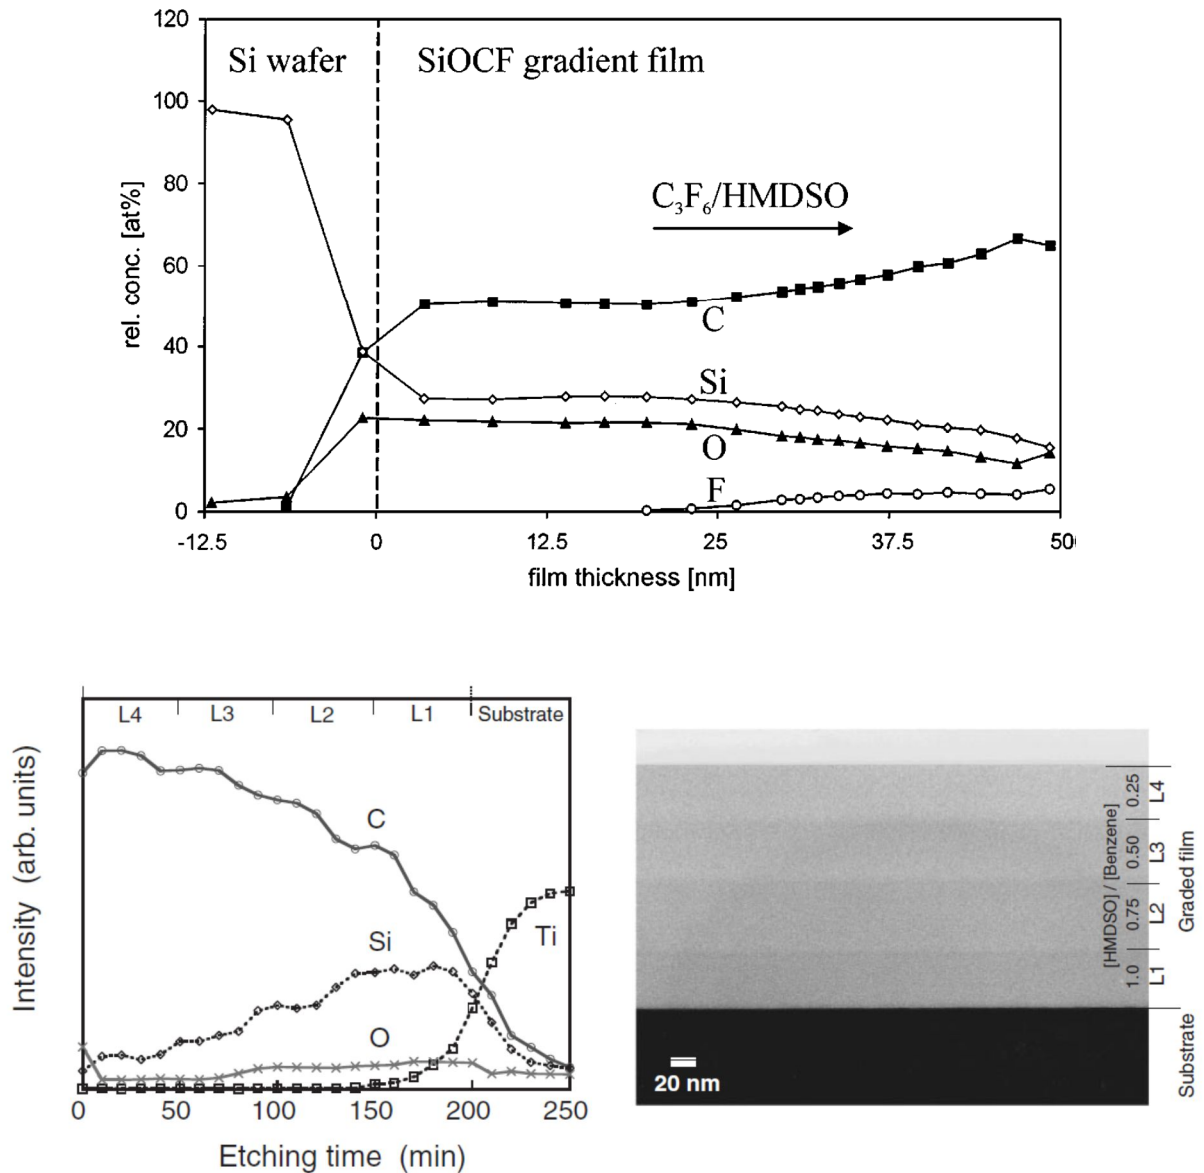 120
Si wafer
SiOCF gradient film
100
80
C₃F₆/HMDSO
60
rel. conc. [at%]
C
40
Si
20
O
F
0
-12.5
0
12.5
25
37.5
50
film thickness [nm]
L4
L3
L2
L1
Substrate
C
Si
Ti
O
Intensity (arb. units)
0
50
100
150
200
250
Etching time (min)
0.25
L4
0.50
L3
0.75
L2
1.0
L1
[HMDSO] / [Benzene]
Graded film
Substrate
20 nm